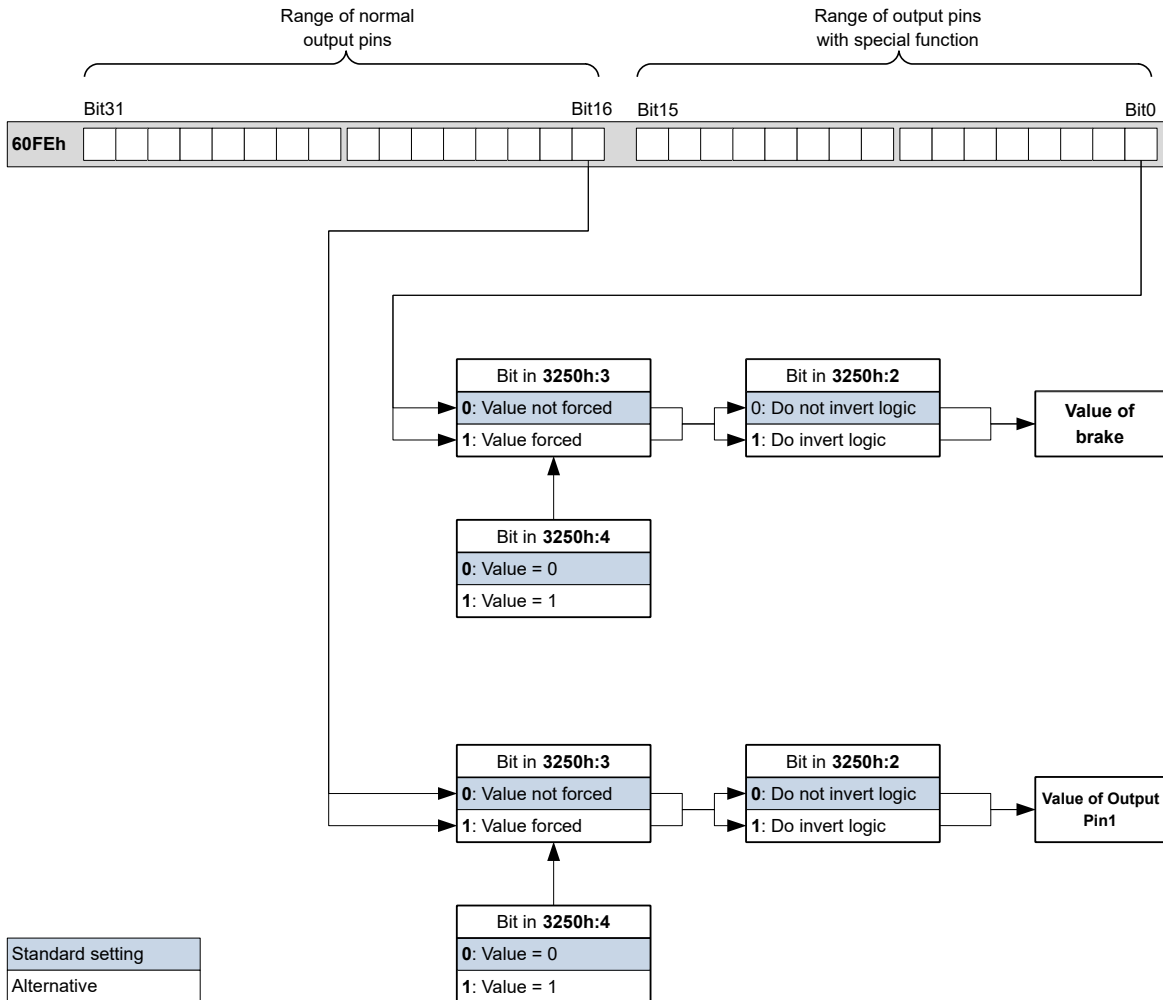 Range of normal
output pins
Range of output pins
with special function
Bit31
Bit16
Bit15
Bit0
60FEh
Bit in 3250h:3
0: Value not forced
1: Value forced
Bit in 3250h:2
0: Do not invert logic
1: Do invert logic
Value of
brake
Bit in 3250h:4
0: Value = 0
1: Value = 1
Bit in 3250h:3
0: Value not forced
1: Value forced
Bit in 3250h:2
0: Do not invert logic
1: Do invert logic
Value of Output
Pin1
Bit in 3250h:4
0: Value = 0
1: Value = 1
Standard setting
Alternative